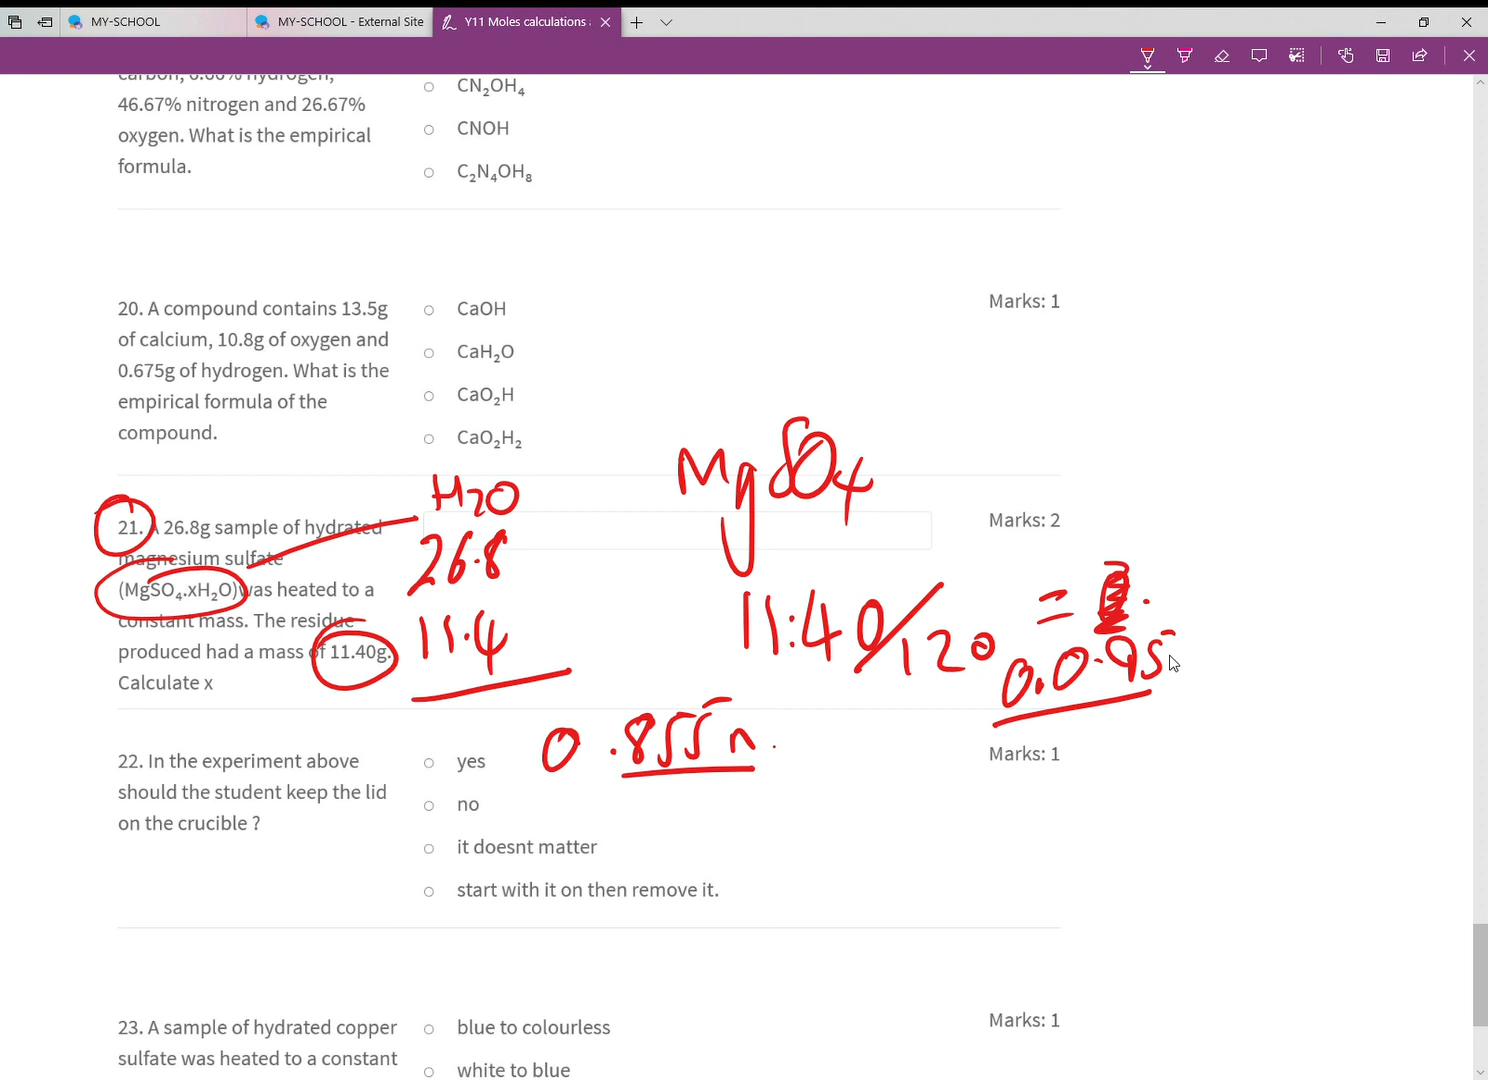 MY-SCHOOL
MY-SCHOOL - External Site
Y11 Moles calculations
46.67% nitrogen and 26.67%
oxygen. What is the empirical
formula.
CN₂OH₄
CNOH
C₂N₄OH₈
20. A compound contains 13.5g
of calcium, 10.8g of oxygen and
0.675g of hydrogen. What is the
empirical formula of the
compound.
CaOH
CaH₂O
CaO₂H
CaO₂H₂
Marks: 1
MgSO4
H2O
26.8
11.4
21. A 26.8g sample of hydrated
magnesium sulfate
(MgSO₄.xH₂O)was heated to a
constant mass. The residue
produced had a mass of 11.40g.
Calculate x
Marks: 2
11.40/120 =
0.0.95
0.855 n.
22. In the experiment above
should the student keep the lid
on the crucible ?
yes
no
it doesnt matter
start with it on then remove it.
Marks: 1
23. A sample of hydrated copper
sulfate was heated to a constant
blue to colourless
white to blue
Marks: 1